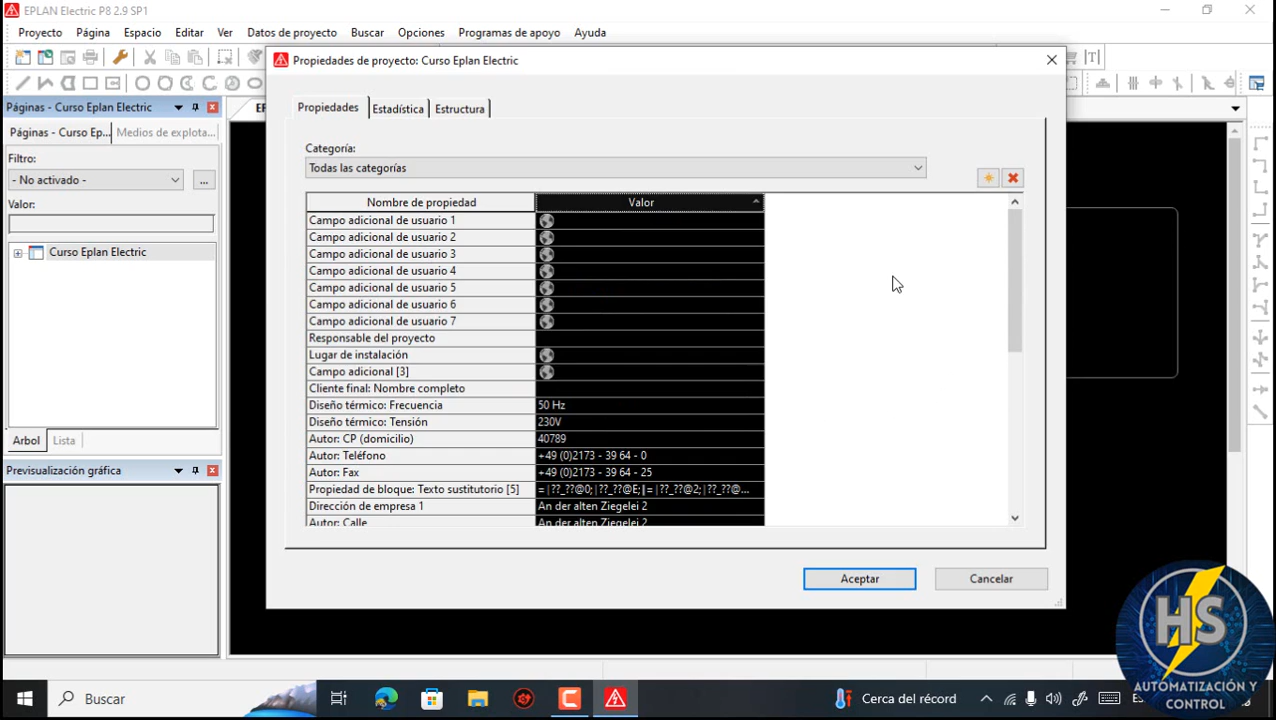 EPLAN Electric P8 2.9 SP1
Proyecto Página Espacio Editar Ver Datos de proyecto Buscar Opciones Programas de apoyo Ayuda
Propiedades de proyecto: Curso Eplan Electric
Páginas - Curso Eplan Electric
Páginas - Curso Ep... Medios de explota...
Filtro:
- No activado -
...
Valor:
Curso Eplan Electric
Arbol Lista
Previsualización gráfica
Propiedades Estadística Estructura
Categoría:
Todas las categorías
Nombre de propiedad Valor
Campo adicional de usuario 1
Campo adicional de usuario 2
Campo adicional de usuario 3
Campo adicional de usuario 4
Campo adicional de usuario 5
Campo adicional de usuario 6
Campo adicional de usuario 7
Responsable del proyecto
Lugar de instalación
Campo adicional [3]
Cliente final: Nombre completo
Diseño térmico: Frecuencia 50 Hz
Diseño térmico: Tensión 230V
Autor: CP (domicilio) 40789
Autor: Teléfono +49 (0)2173 - 39 64 - 0
Autor: Fax +49 (0)2173 - 39 64 - 25
Propiedad de bloque: Texto sustitutorio [5] =|??_??@0;|??_??@E;‖=|??_??@2;|??_??@...
Dirección de empresa 1 An der alten Ziegelei 2
Autor: Calle An der alten Ziegelei 2
Aceptar Cancelar
HS
AUTOMATIZACIÓN Y
CONTROL
Buscar
Cerca del récord